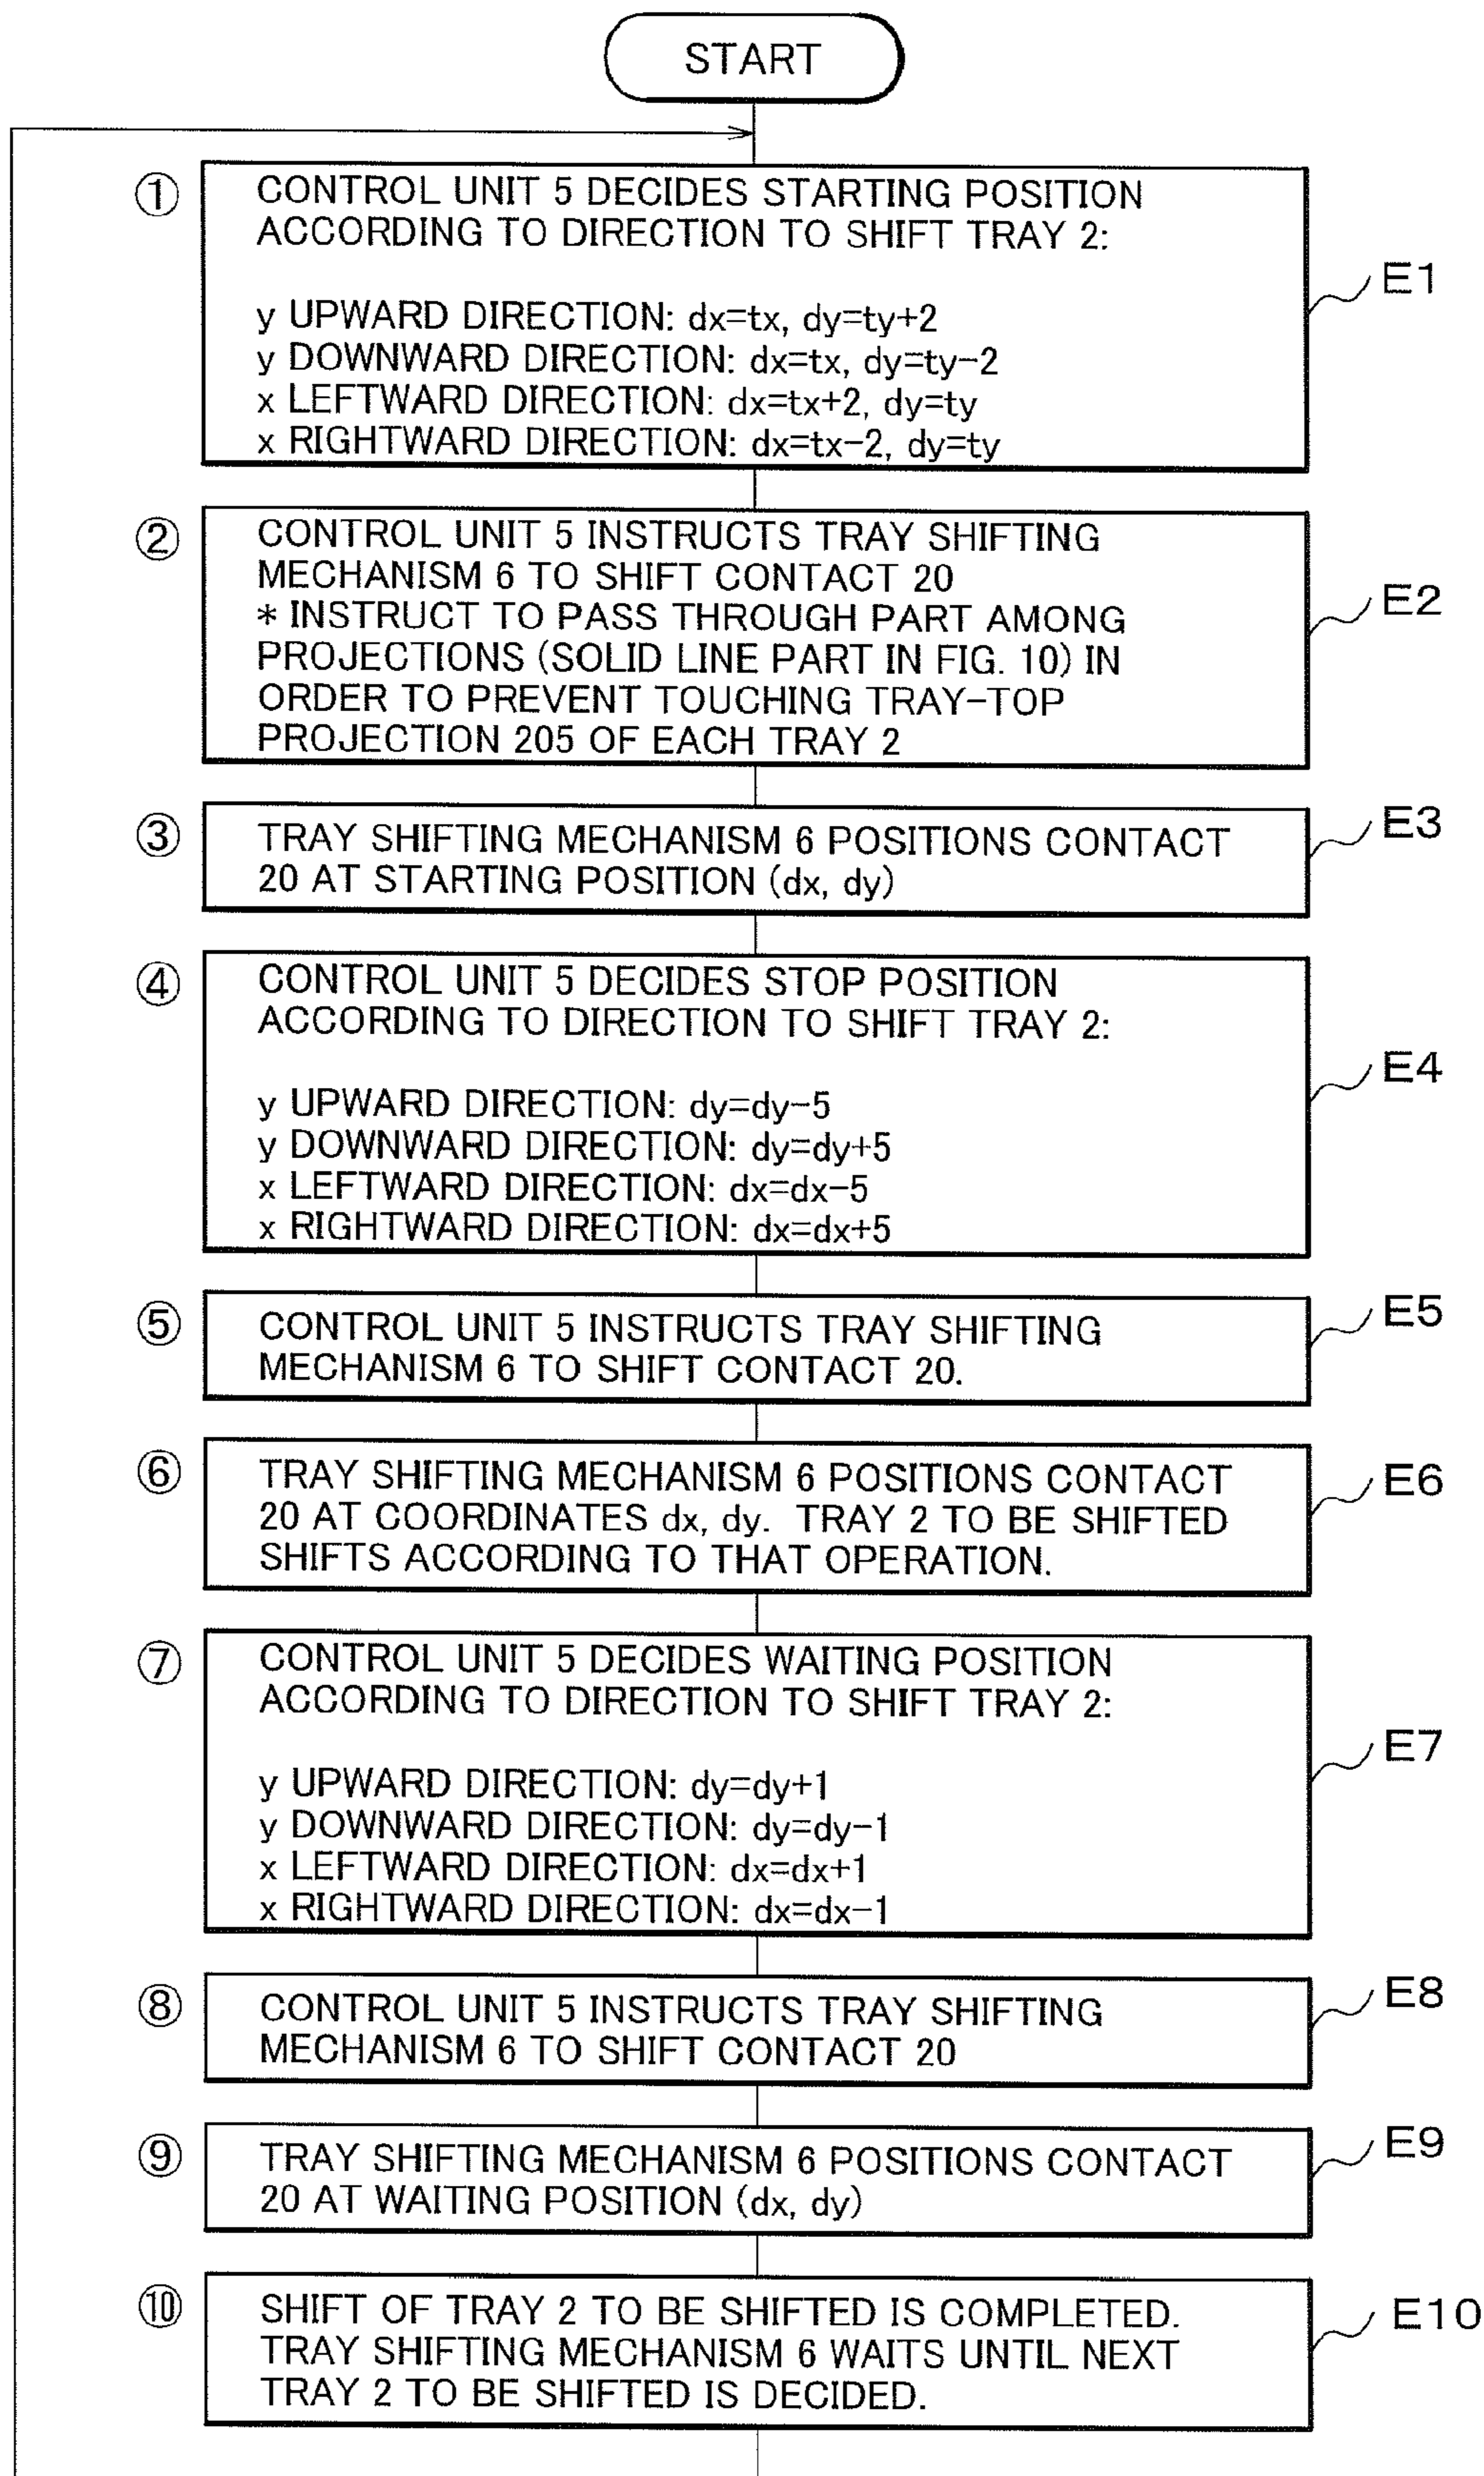 START
① CONTROL UNIT 5 DECIDES STARTING POSITION
ACCORDING TO DIRECTION TO SHIFT TRAY 2:
y UPWARD DIRECTION: dx=tx, dy=ty+2
y DOWNWARD DIRECTION: dx=tx, dy=ty-2
x LEFTWARD DIRECTION: dx=tx+2, dy=ty
x RIGHTWARD DIRECTION: dx=tx-2, dy=ty
E1
② CONTROL UNIT 5 INSTRUCTS TRAY SHIFTING
MECHANISM 6 TO SHIFT CONTACT 20
* INSTRUCT TO PASS THROUGH PART AMONG
PROJECTIONS (SOLID LINE PART IN FIG. 10) IN
ORDER TO PREVENT TOUCHING TRAY-TOP
PROJECTION 205 OF EACH TRAY 2
E2
③ TRAY SHIFTING MECHANISM 6 POSITIONS CONTACT
20 AT STARTING POSITION (dx, dy)
E3
④ CONTROL UNIT 5 DECIDES STOP POSITION
ACCORDING TO DIRECTION TO SHIFT TRAY 2:
y UPWARD DIRECTION: dy=dy-5
y DOWNWARD DIRECTION: dy=dy+5
x LEFTWARD DIRECTION: dx=dx-5
x RIGHTWARD DIRECTION: dx=dx+5
E4
⑤ CONTROL UNIT 5 INSTRUCTS TRAY SHIFTING
MECHANISM 6 TO SHIFT CONTACT 20.
E5
⑥ TRAY SHIFTING MECHANISM 6 POSITIONS CONTACT
20 AT COORDINATES dx, dy. TRAY 2 TO BE SHIFTED
SHIFTS ACCORDING TO THAT OPERATION.
E6
⑦ CONTROL UNIT 5 DECIDES WAITING POSITION
ACCORDING TO DIRECTION TO SHIFT TRAY 2:
y UPWARD DIRECTION: dy=dy+1
y DOWNWARD DIRECTION: dy=dy-1
x LEFTWARD DIRECTION: dx=dx+1
x RIGHTWARD DIRECTION: dx=dx-1
E7
⑧ CONTROL UNIT 5 INSTRUCTS TRAY SHIFTING
MECHANISM 6 TO SHIFT CONTACT 20
E8
⑨ TRAY SHIFTING MECHANISM 6 POSITIONS CONTACT
20 AT WAITING POSITION (dx, dy)
E9
⑩ SHIFT OF TRAY 2 TO BE SHIFTED IS COMPLETED.
TRAY SHIFTING MECHANISM 6 WAITS UNTIL NEXT
TRAY 2 TO BE SHIFTED IS DECIDED.
E10